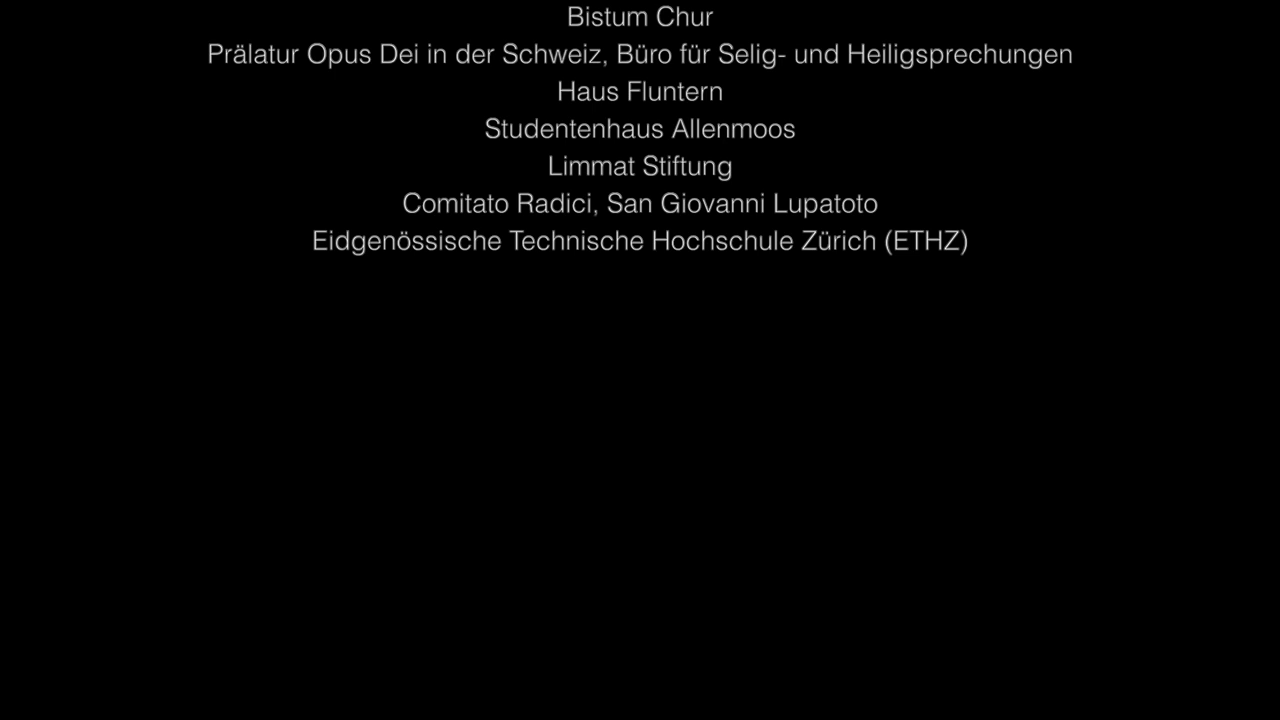 Bistum Chur
Prälatur Opus Dei in der Schweiz, Büro für Selig- und Heiligsprechungen
Haus Fluntern
Studentenhaus Allenmoos
Limmat Stiftung
Comitato Radici, San Giovanni Lupatoto
Eidgenössische Technische Hochschule Zürich (ETHZ)